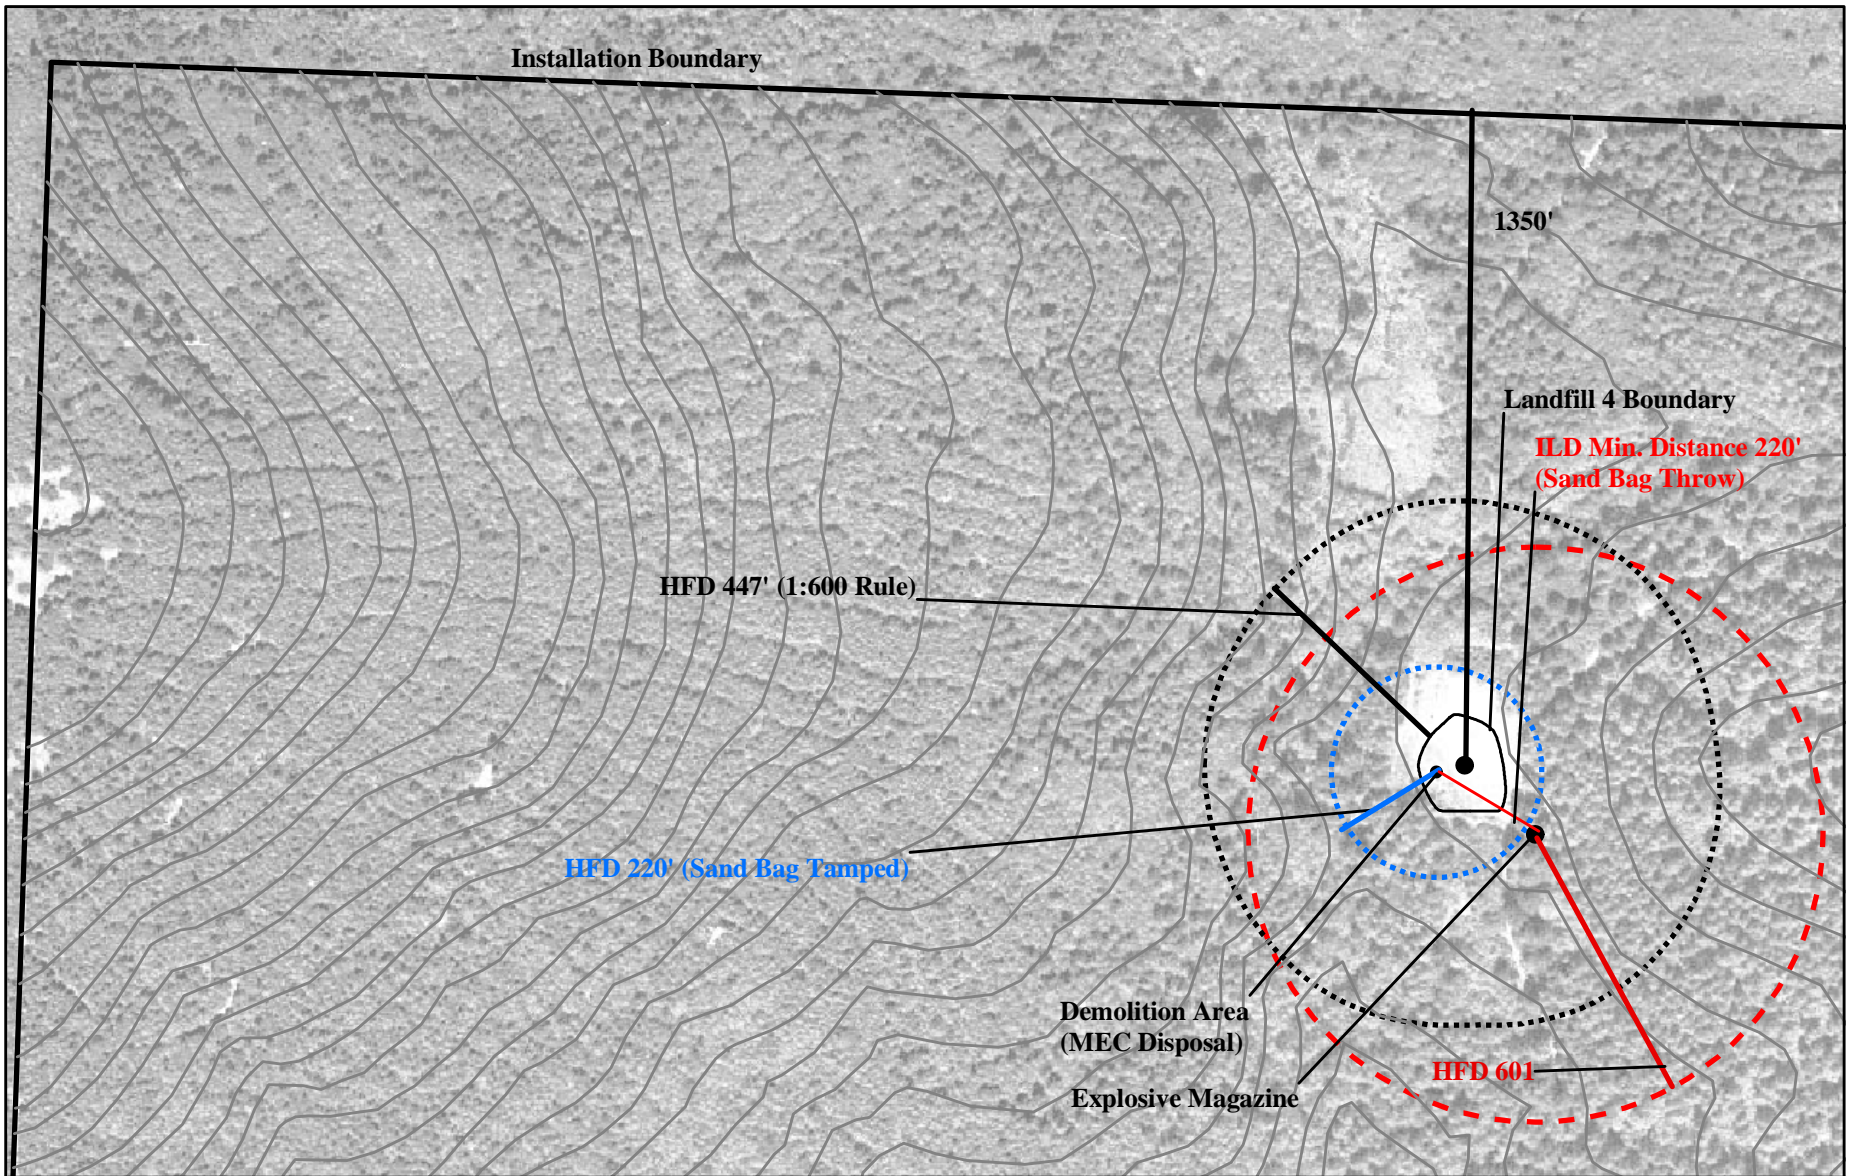 Installation Boundary
1350'
Landfill 4 Boundary
ILD Min. Distance 220'
(Sand Bag Throw)
HFD 447' (1:600 Rule)
HFD 220' (Sand Bag Tamped)
Demolition Area
(MEC Disposal)
HFD 601
Explosive Magazine